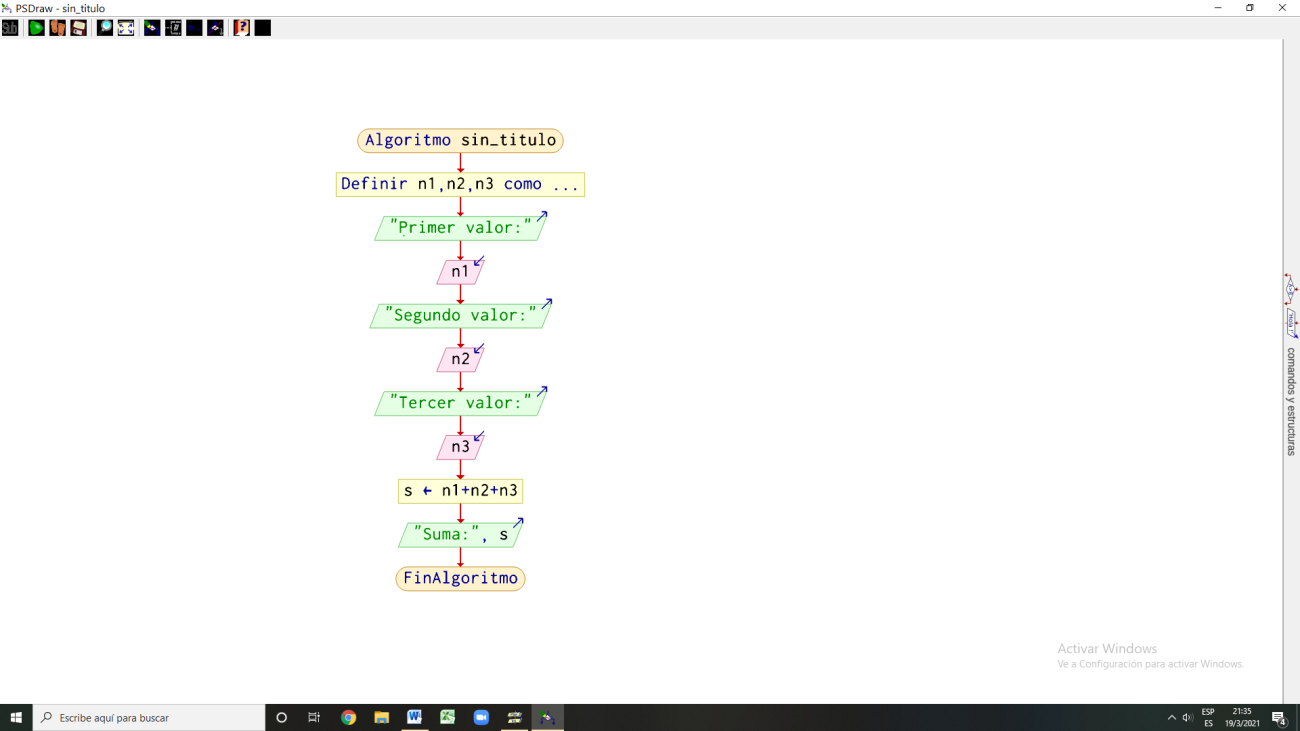 PSDraw - sin_titulo
Sub
Algoritmo sin_titulo
Definir n1,n2,n3 como ...
"Primer valor:"
n1
"Segundo valor:"
n2
"Tercer valor:"
n3
s ← n1+n2+n3
"Suma:", s
FinAlgoritmo
comandos y estructuras
Activar Windows
Ve a Configuración para activar Windows.
Escribe aquí para buscar
ESP
ES
21:35
19/3/2021
4